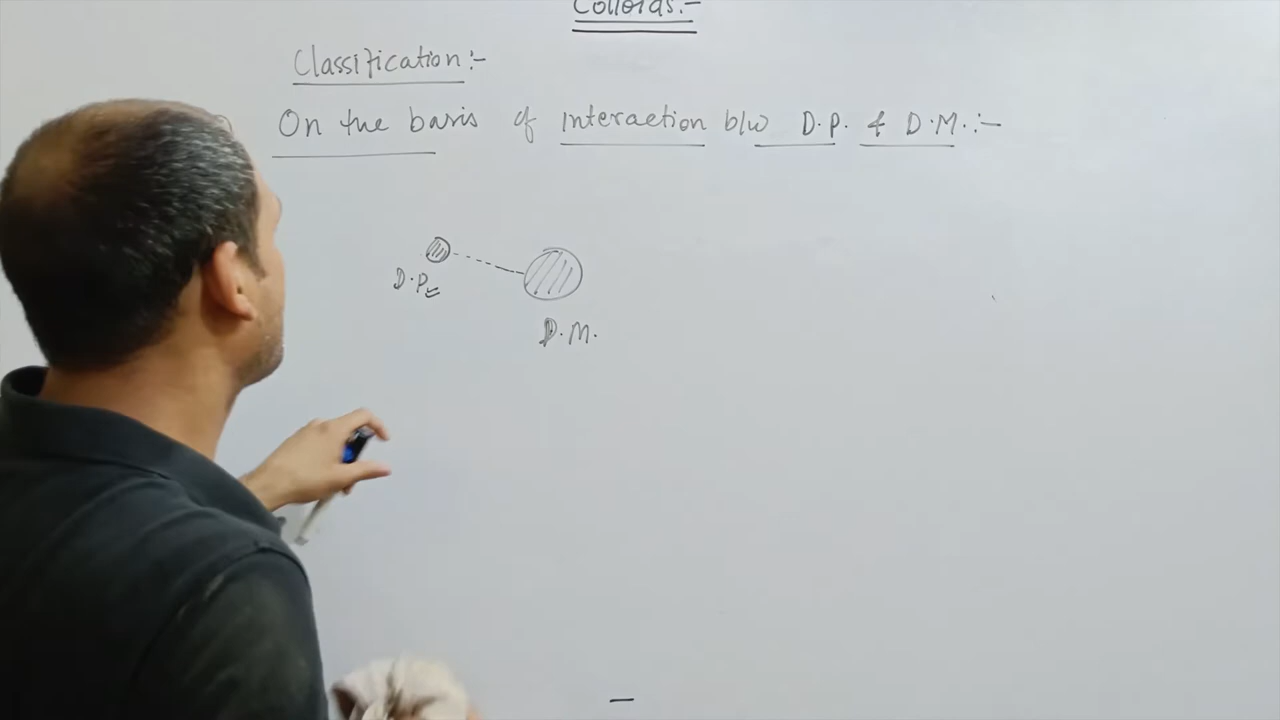 Colloids:-
Classification:-
On the basis of interaction b/w D.P. & D.M.:-
D.P.
D.M.